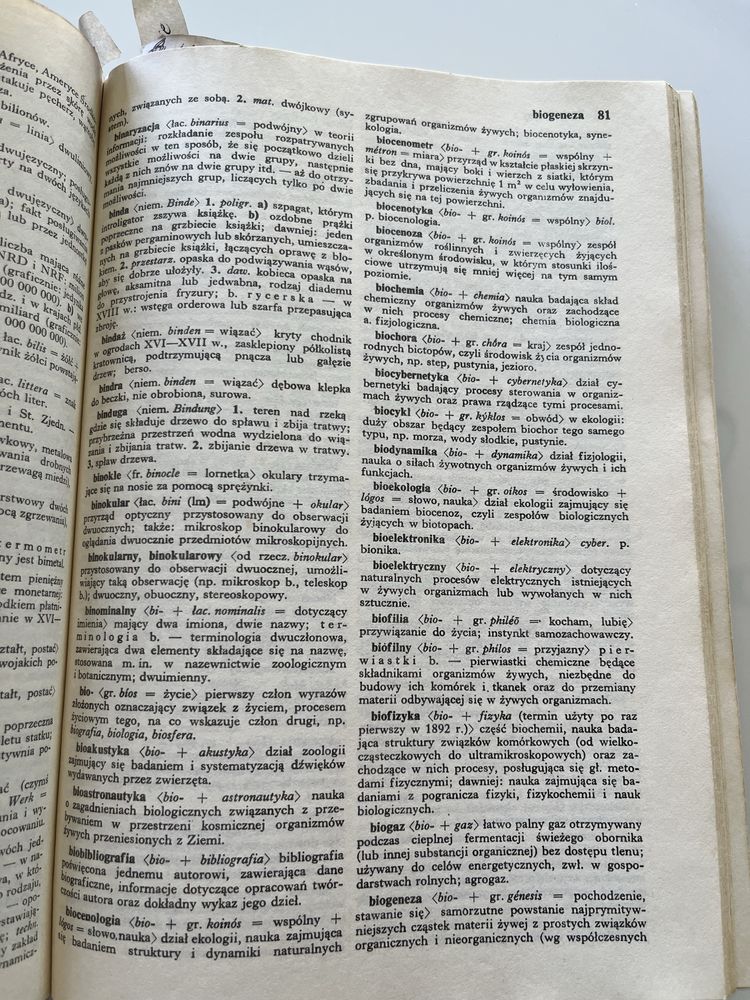 biogeneza 81
nych, związanych ze sobą. 2. mat. dwójkowy (sy-
stem).
binaryzacja ⟨łac. binarius = podwójny⟩ w teorii
informacji: rozkładanie zespołu rozpatrywanych
możliwości w ten sposób, że się początkowo dzieli
wszystkie możliwości na dwie grupy, następnie
każdą z nich znów na dwie grupy itd. — aż do otrzy-
mania najmniejszych grup, liczących tylko po dwie
możliwości.
binda ⟨niem. Binde⟩ 1. poligr. a) szpagat, którym
introligator zszywa książkę. b) ozdobne prążki
poprzeczne na grzbiecie książki; dawniej: jeden
z pasków pergaminowych lub skórzanych, umieszcza-
nych na grzbiecie książki, łączących oprawę z blo-
kiem. 2. przestarz. opaska do podwiązywania wąsów,
aby się dobrze ułożyły. 3. daw. kobieca opaska na
głowę, aksamitna lub jedwabna, rodzaj diademu
do przystrojenia fryzury; b. rycerska — w
XVIII w.: wstęga orderowa lub szarfa przepasująca
zbroję.
bindaż ⟨niem. binden = wiązać⟩ kryty chodnik
w ogrodach XVI—XVII w., zasklepiony półkolistą
kratownicą, podtrzymującą pnącza lub gałęzie
drzew; berso.
bindra ⟨niem. binden = wiązać⟩ dębowa klepka
do beczki, nie obrobiona, surowa.
binduga ⟨niem. Bindung⟩ 1. teren nad rzeką
gdzie się składuje drzewo do spławu i zbija tratwy;
przybrzeżna przestrzeń wodna wydzielona do wią-
zania i zbijania tratw. 2. zbijanie drzewa w tratwy.
3. spław drzewa.
binokle ⟨fr. binocle = lornetka⟩ okulary trzyma-
jące się na nosie za pomocą sprężynki.
binokular ⟨łac. bini (lm) = podwójne + okular⟩
przyrząd optyczny przystosowany do obserwacji
dwuocznej; także: mikroskop binokularowy do
oglądania dwuocznie przedmiotów mikroskopijnych.
binokularny, binokularowy ⟨od rzecz. binokular⟩
przystosowany do obserwacji dwuocznej, umożli-
wiający taką obserwację (np. mikroskop b., teleskop
b.); dwuoczny, obuoczny, stereoskopowy.
binominalny ⟨bi- + łac. nominalis = dotyczący
imienia⟩ mający dwa imiona, dwie nazwy; ter-
minologia b. — terminologia dwuczłonowa,
zawierająca dwa elementy składające się na nazwę,
stosowana m. in. w nazewnictwie zoologicznym
i botanicznym; dwuimienny.
bio- ⟨gr. bíos = życie⟩ pierwszy człon wyrazów
złożonych oznaczający związek z życiem, procesem
życiowym tego, na co wskazuje człon drugi, np.
biografia, biologia, biosfera.
bioakustyka ⟨bio- + akustyka⟩ dział zoologii
zajmujący się badaniem i systematyzacją dźwięków
wydawanych przez zwierzęta.
bioastronautyka ⟨bio- + astronautyka⟩ nauka
o zagadnieniach biologicznych związanych z prze-
bywaniem w przestrzeni kosmicznej organizmów
żywych przeniesionych z Ziemi.
biobibliografia ⟨bio- + bibliografia⟩ bibliografia
poświęcona jednemu autorowi, zawierająca dane
biograficzne, informacje dotyczące opracowań twór-
czości autora oraz dokładny wykaz jego dzieł.
biocenologia ⟨bio- + gr. koinós = wspólny +
lógos = słowo, nauka⟩ dział ekologii, nauka zajmująca
się badaniem struktury i dynamiki naturalnych
zgrupowań organizmów żywych; biocenotyka, syne-
kologia.
biocenometr ⟨bio- + gr. koinós = wspólny +
métron = miara⟩ przyrząd w kształcie płaskiej skrzyn-
ki bez dna, mający boki i wierzch z siatki, którym
się przykrywa powierzchnię 1 m² w celu wyłowienia,
zbadania i przeliczenia żywych organizmów znajdu-
jących się na tej powierzchni.
biocenotyka ⟨bio- + gr. koinós = wspólny⟩ biol.
p. biocenologia.
biocenoza ⟨bio- + gr. koinós = wspólny⟩ zespół
organizmów roślinnych i zwierzęcych żyjących
w określonym środowisku, w którym stosunki iloś-
ciowe utrzymują się mniej więcej na tym samym
poziomie.
biochemia ⟨bio- + chemia⟩ nauka badająca skład
chemiczny organizmów żywych oraz zachodzące
w nich procesy chemiczne; chemia biologiczna
a. fizjologiczna.
biochora ⟨bio- + gr. chóra = kraj⟩ zespół jedno-
rodnych biotopów, czyli środowisk życia organizmów
żywych, np. step, pustynia, jezioro.
biocybernetyka ⟨bio- + cybernetyka⟩ dział cy-
bernetyki badający procesy sterowania w organiz-
mach żywych oraz prawa rządzące tymi procesami.
biocykl ⟨bio- + gr. kýklos = obwód⟩ w ekologii:
duży obszar będący zespołem biochor tego samego
typu, np. morza, wody słodkie, pustynie.
biodynamika ⟨bio- + dynamika⟩ dział fizjologii,
nauka o siłach żywotnych organizmów żywych i ich
funkcjach.
bioekologia ⟨bio- + gr. oikos = środowisko +
lógos = słowo, nauka⟩ dział ekologii zajmujący się
badaniem biocenoz, czyli zespołów biologicznych
żyjących w biotopach.
bioelektronika ⟨bio- + elektronika⟩ cyber. p.
bionika.
bioelektryczny ⟨bio- + elektryczny⟩ dotyczący
naturalnych procesów elektrycznych istniejących
w żywych organizmach lub wywołanych w nich
sztucznie.
biofilia ⟨bio- + gr. philéō = kocham, lubię⟩
przywiązanie do życia; instynkt samozachowawczy.
biofilny ⟨bio- + gr. philos = przyjazny⟩ pier-
wiastki b. — pierwiastki chemiczne będące
składnikami organizmów żywych, niezbędne do
budowy ich komórek i tkanek oraz do przemiany
materii odbywającej się w żywych organizmach.
biofizyka ⟨bio- + fizyka (termin użyty po raz
pierwszy w 1892 r.)⟩ część biochemii, nauka bada-
jąca struktury związków komórkowych (od wielko-
cząsteczkowych do ultramikroskopowych) oraz za-
chodzące w nich procesy, posługująca się gł. meto-
dami fizycznymi; dawniej: nauka zajmująca się ba-
daniami z pogranicza fizyki, fizykochemii i nauk
biologicznych.
biogaz ⟨bio- + gaz⟩ łatwo palny gaz otrzymywany
podczas cieplnej fermentacji świeżego obornika
(lub innej substancji organicznej) bez dostępu tlenu;
używany do celów energetycznych, zwł. w gospo-
darstwach rolnych; agrogaz.
biogeneza ⟨bio- + gr. génesis = pochodzenie,
stawanie się⟩ samorzutne powstanie najprymityw-
niejszych cząstek materii żywej z prostych związków
organicznych i nieorganicznych (wg współczesnych